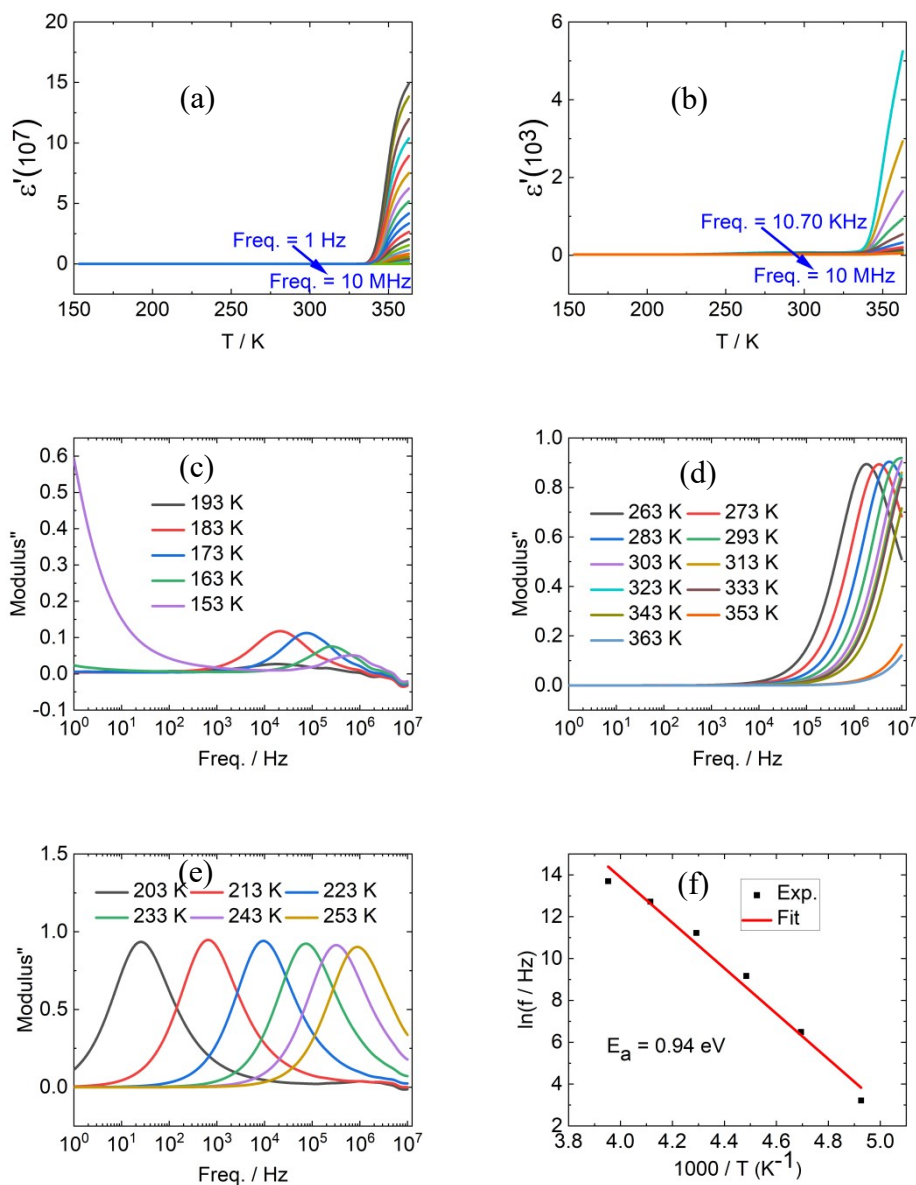 (a)
ε'(10⁷)
20
15
10
5
0
Freq. = 1 Hz
Freq. = 10 MHz
150 200 250 300 350
T / K
(b)
ε'(10³)
6
4
2
0
Freq. = 10.70 KHz
Freq. = 10 MHz
150 200 250 300 350
T / K
(c)
Modulus"
0.6
0.5
0.4
0.3
0.2
0.1
0.0
-0.1
193 K
183 K
173 K
163 K
153 K
10⁰ 10¹ 10² 10³ 10⁴ 10⁵ 10⁶ 10⁷
Freq. / Hz
(d)
Modulus"
1.0
0.8
0.6
0.4
0.2
0.0
263 K 273 K
283 K 293 K
303 K 313 K
323 K 333 K
343 K 353 K
363 K
10⁰ 10¹ 10² 10³ 10⁴ 10⁵ 10⁶ 10⁷
Freq. / Hz
(e)
Modulus"
1.5
1.0
0.5
0.0
203 K 213 K 223 K
233 K 243 K 253 K
10⁰ 10¹ 10² 10³ 10⁴ 10⁵ 10⁶ 10⁷
Freq. / Hz
(f)
ln(f / Hz)
14
12
10
8
6
4
2
Exp.
Fit
Eₐ = 0.94 eV
3.8 4.0 4.2 4.4 4.6 4.8 5.0
1000 / T (K⁻¹)